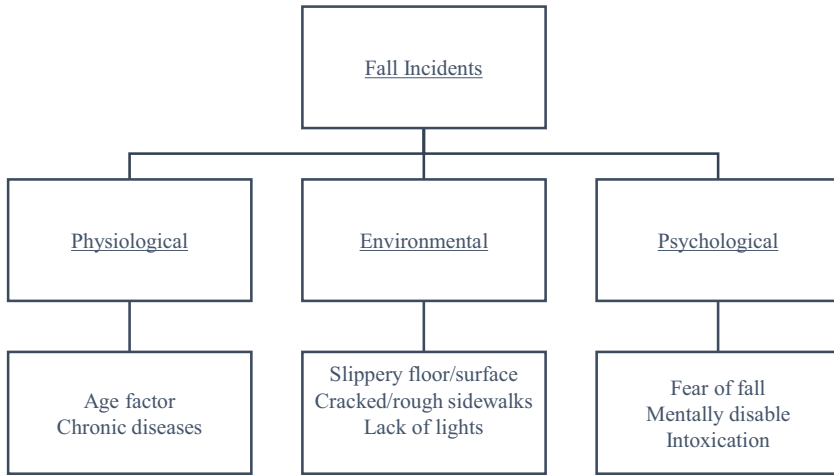 Fall Incidents
Physiological
Environmental
Psychological
Age factor
Chronic diseases
Slippery floor/surface
Cracked/rough sidewalks
Lack of lights
Fear of fall
Mentally disable
Intoxication